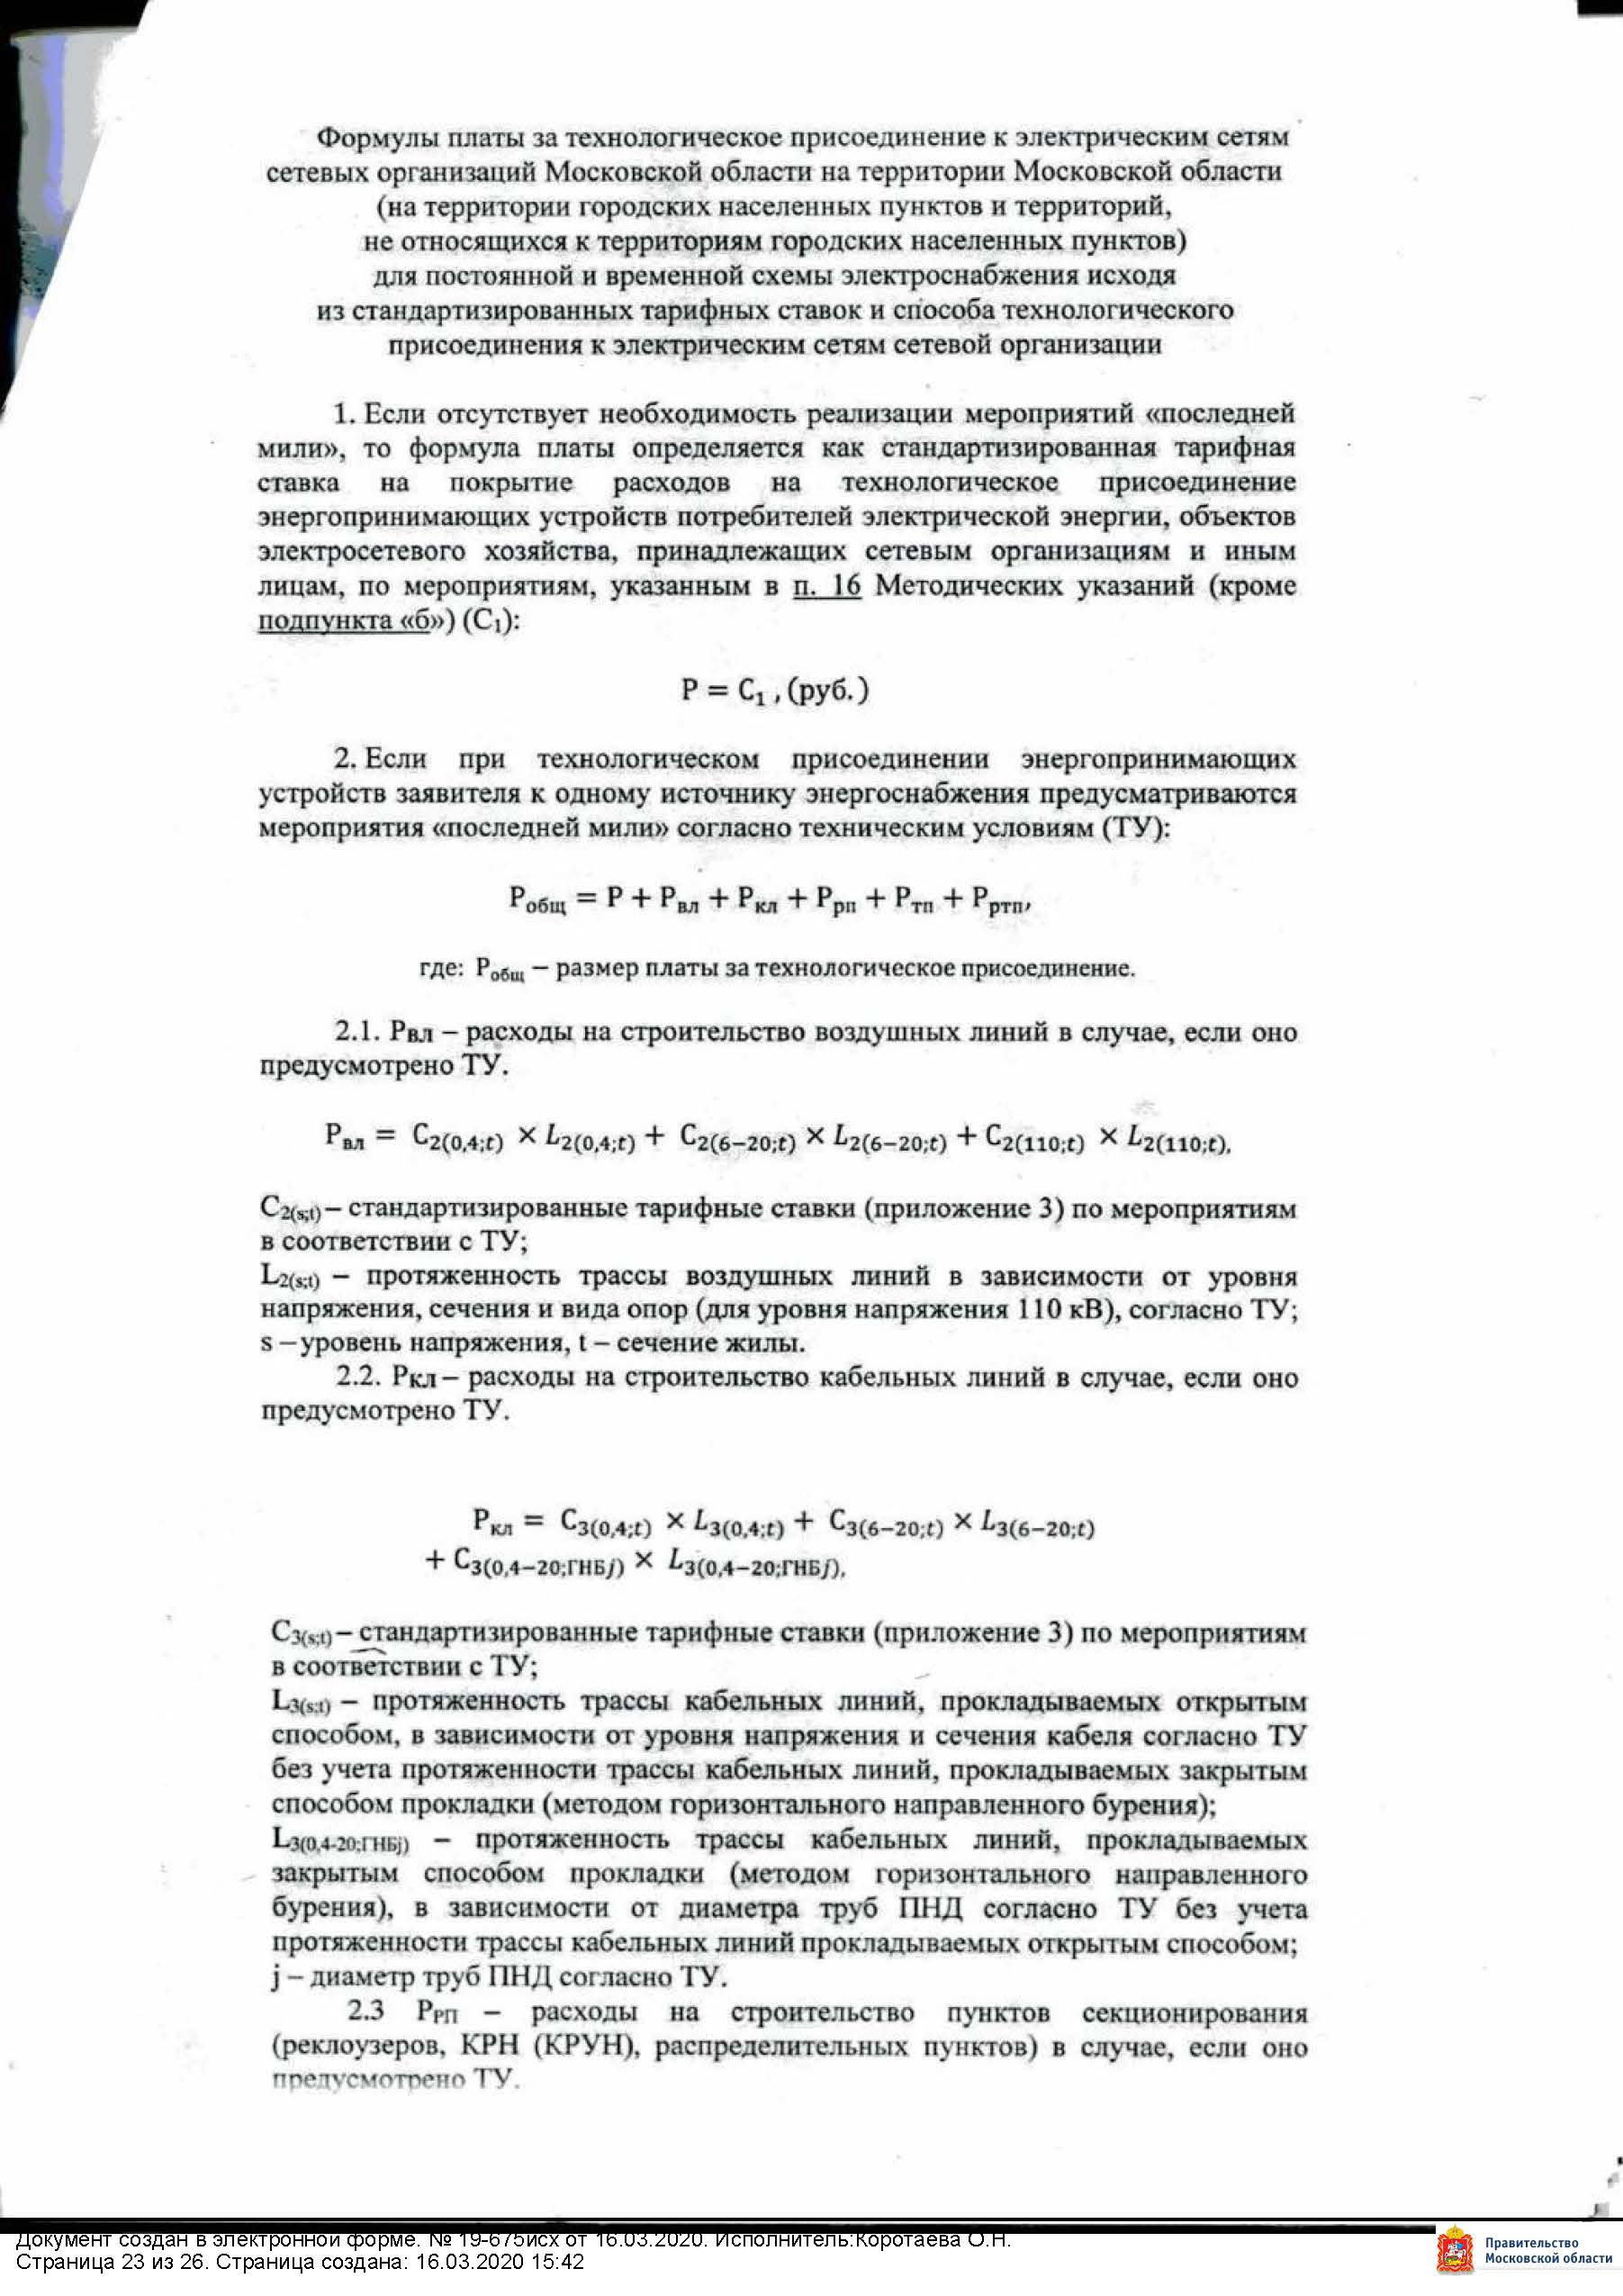 Формулы платы за технологическое присоединение к электрическим сетям
сетевых организаций Московской области на территории Московской области
(на территории городских населенных пунктов и территорий,
не относящихся к территориям городских населенных пунктов)
для постоянной и временной схемы электроснабжения исходя
из стандартизированных тарифных ставок и способа технологического
присоединения к электрическим сетям сетевой организации
1. Если отсутствует необходимость реализации мероприятий «последней
мили», то формула платы определяется как стандартизированная тарифная
ставка на покрытие расходов на технологическое присоединение
энергопринимающих устройств потребителей электрической энергии, объектов
электросетевого хозяйства, принадлежащих сетевым организациям и иным
лицам, по мероприятиям, указанным в п. 16 Методических указаний (кроме
подпункта «б») (С₁):
P = C₁ , (руб.)
2. Если при технологическом присоединении энергопринимающих
устройств заявителя к одному источнику энергоснабжения предусматриваются
мероприятия «последней мили» согласно техническим условиям (ТУ):
Pобщ = P + Pвл + Pкл + Pрп + Pтп + Pртп,
где: Pобщ – размер платы за технологическое присоединение.
2.1. Рвл – расходы на строительство воздушных линий в случае, если оно
предусмотрено ТУ.
Pвл = C2(0,4;t) × L2(0,4;t) + C2(6−20;t) × L2(6−20;t) + C2(110;t) × L2(110;t),
C2(s;t) – стандартизированные тарифные ставки (приложение 3) по мероприятиям
в соответствии с ТУ;
L2(s;t) – протяженность трассы воздушных линий в зависимости от уровня
напряжения, сечения и вида опор (для уровня напряжения 110 кВ), согласно ТУ;
s – уровень напряжения, t – сечение жилы.
2.2. Ркл – расходы на строительство кабельных линий в случае, если оно
предусмотрено ТУ.
Pкл = C3(0,4;t) × L3(0,4;t) + C3(6−20;t) × L3(6−20;t)
+ C3(0,4−20;ГНБj) × L3(0,4−20;ГНБj),
C3(s;t) – стандартизированные тарифные ставки (приложение 3) по мероприятиям
в соответствии с ТУ;
L3(s;t) – протяженность трассы кабельных линий, прокладываемых открытым
способом, в зависимости от уровня напряжения и сечения кабеля согласно ТУ
без учета протяженности трассы кабельных линий, прокладываемых закрытым
способом прокладки (методом горизонтального направленного бурения);
L3(0,4-20;ГНБj) – протяженность трассы кабельных линий, прокладываемых
закрытым способом прокладки (методом горизонтального направленного
бурения), в зависимости от диаметра труб ПНД согласно ТУ без учета
протяженности трассы кабельных линий прокладываемых открытым способом;
j – диаметр труб ПНД согласно ТУ.
2.3 Ррп – расходы на строительство пунктов секционирования
(реклоузеров, КРН (КРУН), распределительных пунктов) в случае, если оно
предусмотрено ТУ.
Документ создан в электронной форме. № 19-675исх от 16.03.2020. Исполнитель:Коротаева О.Н.
Страница 23 из 26. Страница создана: 16.03.2020 15:42
Правительство
Московской области